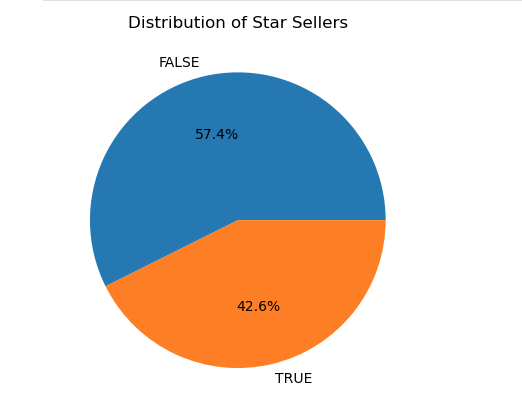 Distribution of Star Sellers
FALSE
57.4%
42.6%
TRUE